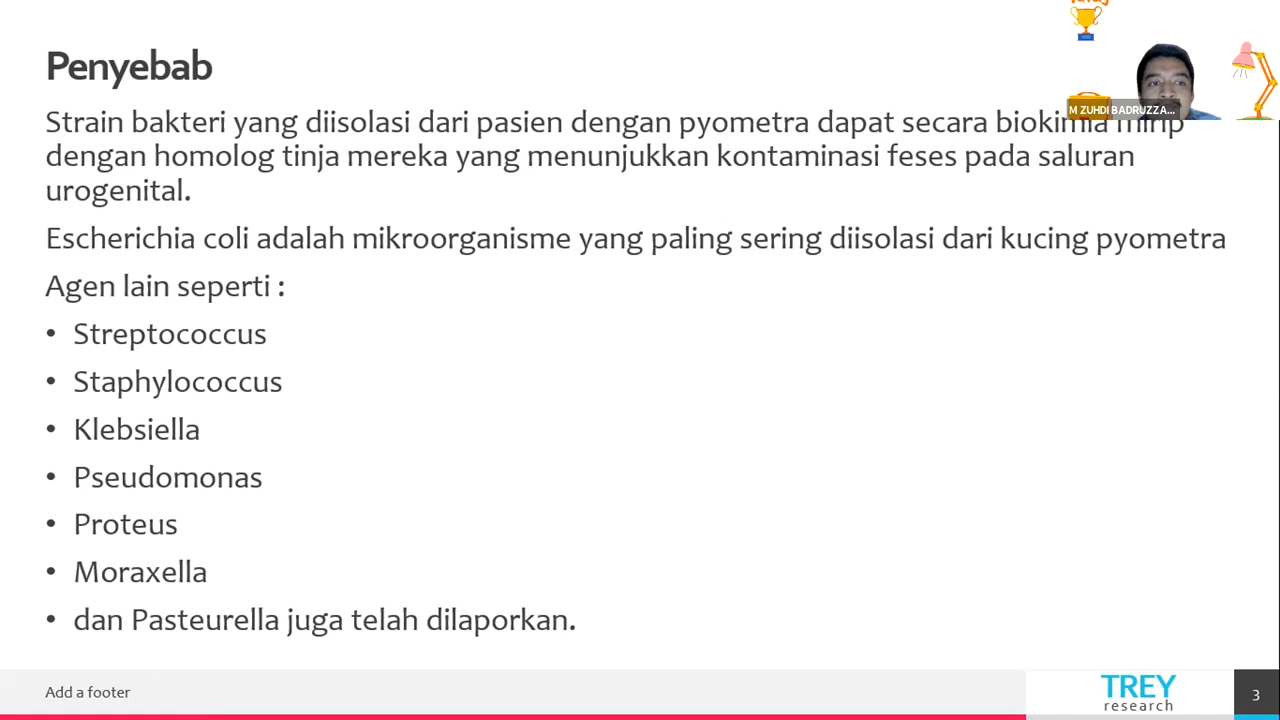 Penyebab
M ZUHDI BADRUZZA...
Strain bakteri yang diisolasi dari pasien dengan pyometra dapat secara biokimia mirip
dengan homolog tinja mereka yang menunjukkan kontaminasi feses pada saluran
urogenital.
Escherichia coli adalah mikroorganisme yang paling sering diisolasi dari kucing pyometra
Agen lain seperti :
• Streptococcus
• Staphylococcus
• Klebsiella
• Pseudomonas
• Proteus
• Moraxella
• dan Pasteurella juga telah dilaporkan.
Add a footer
TREY
research
3